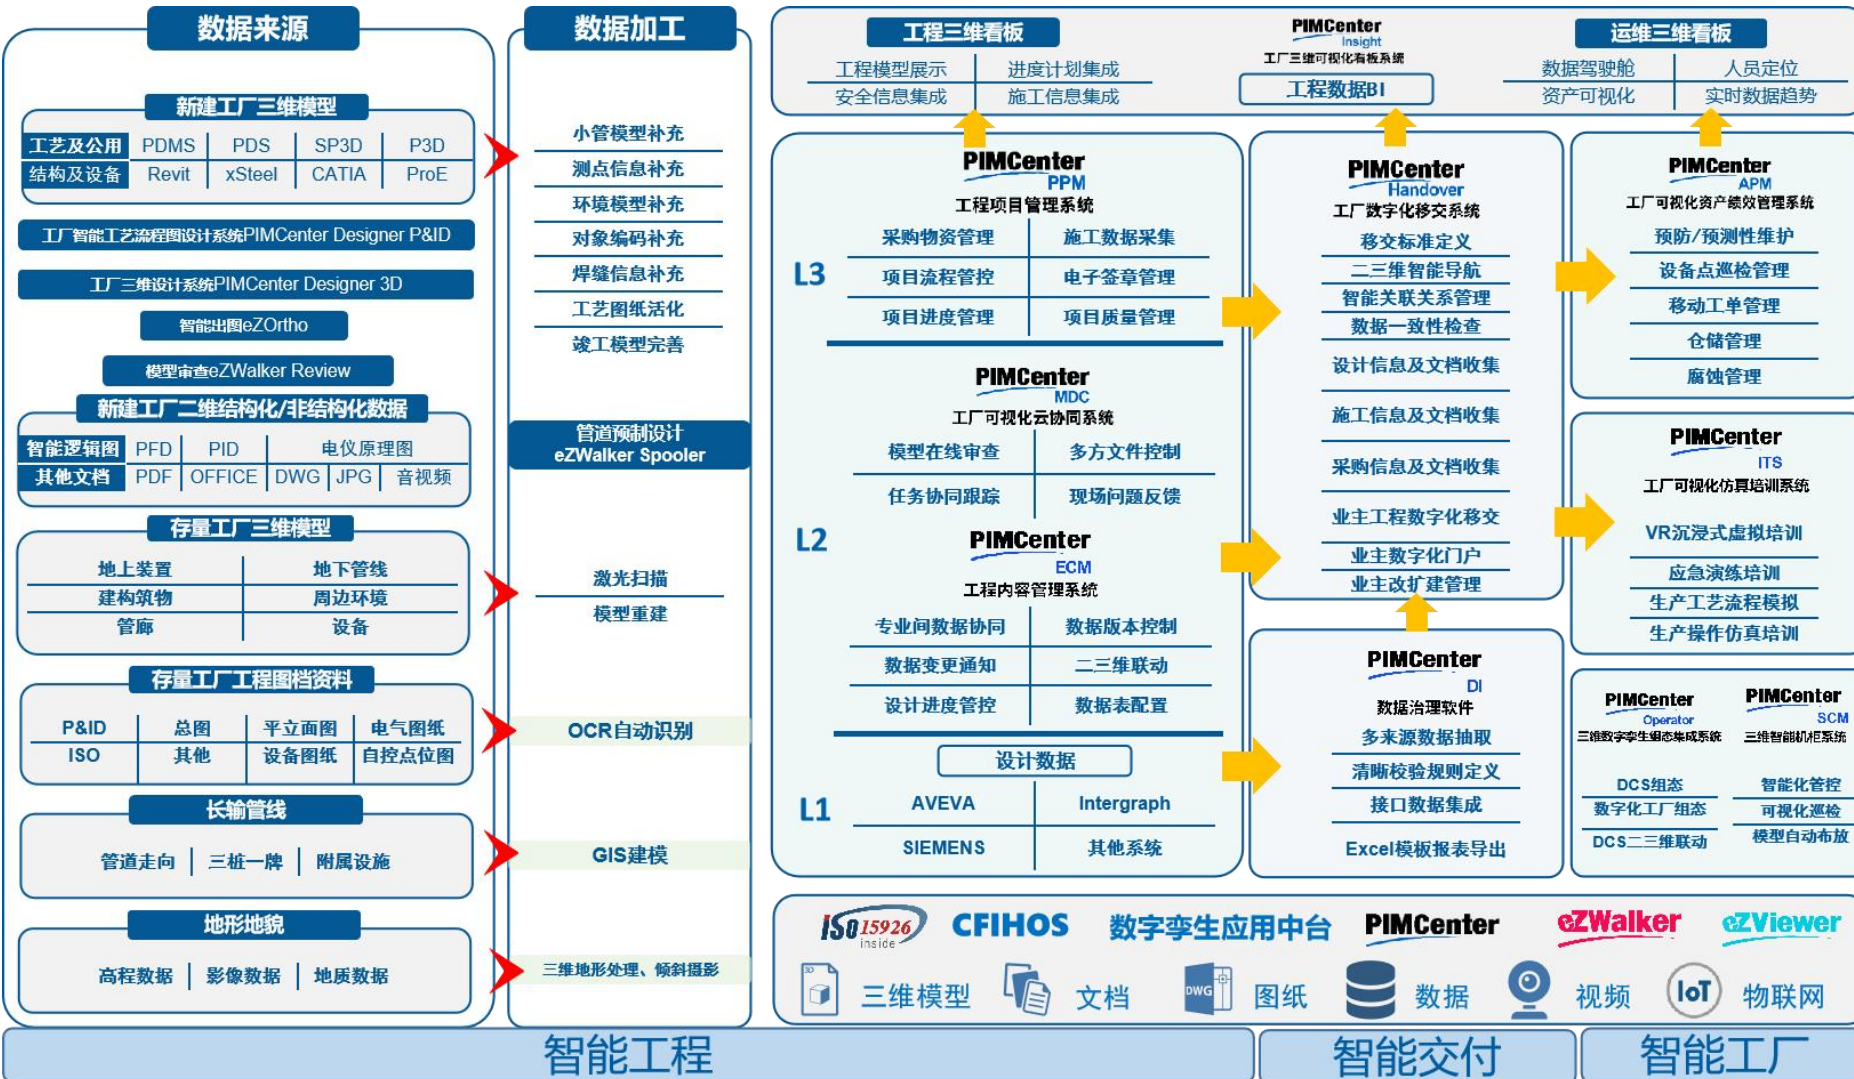 数据来源
新建工厂三维模型
工艺及公用 PDMS PDS SP3D P3D
结构及设备 Revit xSteel CATIA ProE
工厂智能工艺流程图设计系统PIMCenter Designer P&ID
工厂三维设计系统PIMCenter Designer 3D
智能出图eZOrtho
模型审查eZWalker Review
新建工厂二维结构化/非结构化数据
智能逻辑图 PFD PID 电仪原理图
其他文档 PDF OFFICE DWG JPG 音视频
存量工厂三维模型
地上装置 地下管线
建构筑物 周边环境
管廊 设备
存量工厂工程图档资料
P&ID 总图 平立面图 电气图纸
ISO 其他 设备图纸 自控点位图
长输管线
管道走向 三桩一牌 附属设施
地形地貌
高程数据 影像数据 地质数据
数据加工
小管模型补充
测点信息补充
环境模型补充
对象编码补充
焊缝信息补充
工艺图纸活化
竣工模型完善
管道预制设计
eZWalker Spooler
激光扫描
模型重建
OCR自动识别
GIS建模
三维地形处理、倾斜摄影
工程三维看板
工程模型展示 进度计划集成
安全信息集成 施工信息集成
PIMCenter
Insight
工厂三维可视化看板系统
工程数据BI
运维三维看板
数据驾驶舱 人员定位
资产可视化 实时数据趋势
L3
PIMCenter
PPM
工程项目管理系统
采购物资管理 施工数据采集
项目流程管控 电子签章管理
项目进度管理 项目质量管理
L2
PIMCenter
MDC
工厂可视化云协同系统
模型在线审查 多方文件控制
任务协同跟踪 现场问题反馈
PIMCenter
ECM
工程内容管理系统
专业间数据协同 数据版本控制
数据变更通知 二三维联动
设计进度管控 数据表配置
L1
设计数据
AVEVA Intergraph
SIEMENS 其他系统
PIMCenter
Handover
工厂数字化移交系统
移交标准定义
二三维智能导航
智能关联关系管理
数据一致性检查
设计信息及文档收集
施工信息及文档收集
采购信息及文档收集
业主工程数字化移交
业主数字化门户
业主改扩建管理
PIMCenter
DI
数据治理软件
多来源数据抽取
清晰校验规则定义
接口数据集成
Excel模板报表导出
PIMCenter
APM
工厂可视化资产绩效管理系统
预防/预测性维护
设备点巡检管理
移动工单管理
仓储管理
腐蚀管理
PIMCenter
ITS
工厂可视化仿真培训系统
VR沉浸式虚拟培训
应急演练培训
生产工艺流程模拟
生产操作仿真培训
PIMCenter
Operator
三维数字孪生组态集成系统
DCS组态
数字化工厂组态
DCS二三维联动
PIMCenter
SCM
三维智能机柜系统
智能化管控
可视化巡检
模型自动布放
ISO 15926 inside CFIHOS 数字孪生应用中台 PIMCenter eZWalker eZViewer
3D 三维模型 文档 DWG 图纸 数据 视频 IoT 物联网
智能工程 智能交付 智能工厂